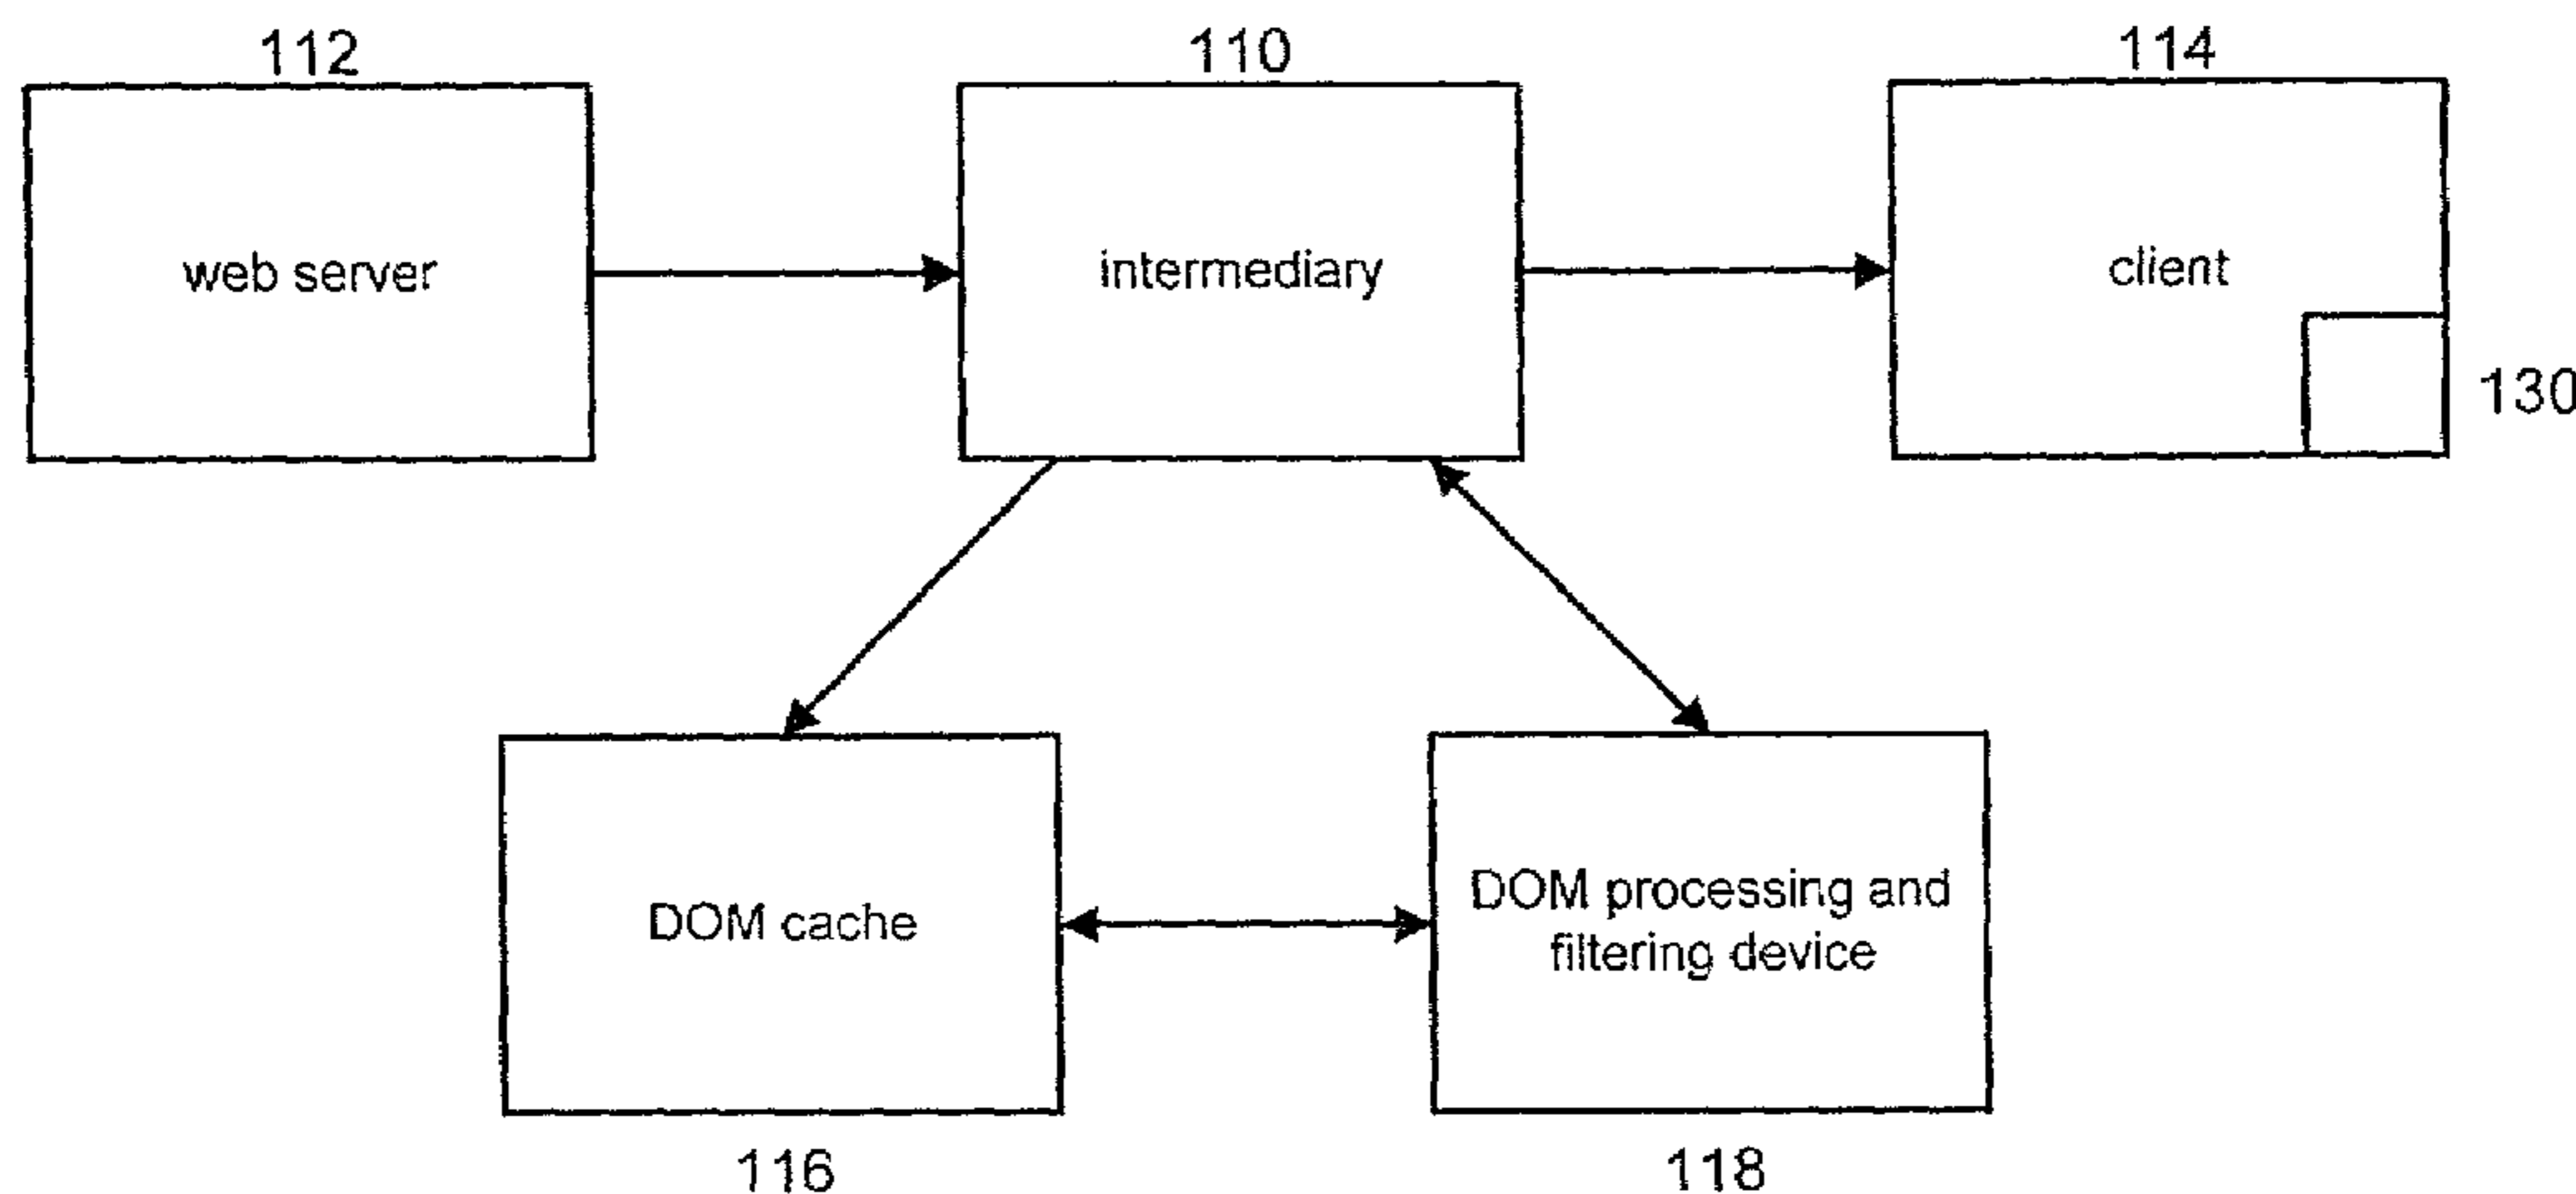 112
110
114
web server
intermediary
client
130
DOM cache
DOM processing and
filtering device
116
118